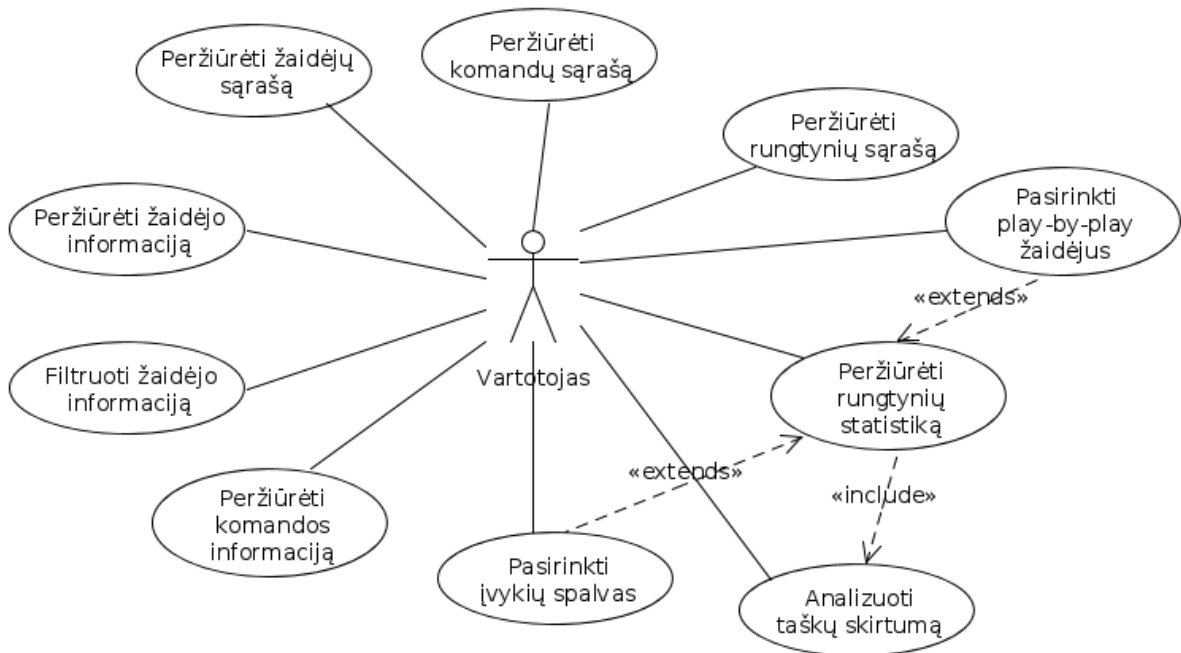 Peržiūrėti žaidėjų
sąrašą
Peržiūrėti
komandų sąrašą
Peržiūrėti
rungtynių sąrašą
Pasirinkti
play-by-play
žaidėjus
Peržiūrėti žaidėjo
informaciją
«extends»
Filtruoti žaidėjo
informaciją
Vartotojas
Peržiūrėti
rungtynių
statistiką
«extends»
«include»
Peržiūrėti
komandos
informaciją
Pasirinkti
įvykių spalvas
Analizuoti
taškų skirtumą